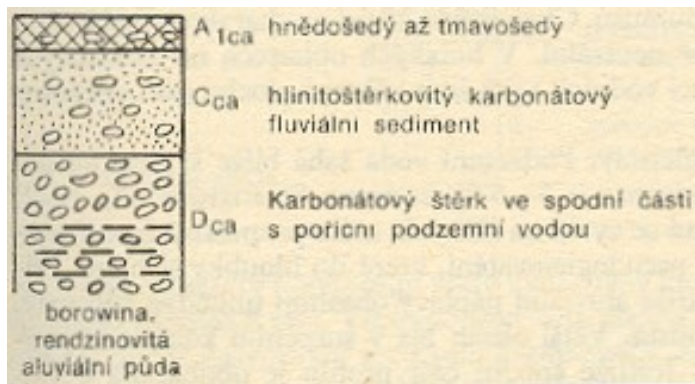 A1ca hnědošedý až tmavošedý
Cca hlinitoštěrkovitý karbonátový
fluviální sediment
Dca Karbonátový štěrk ve spodní části
s poříční podzemní vodou
borowina,
rendzinovitá
aluviální půda